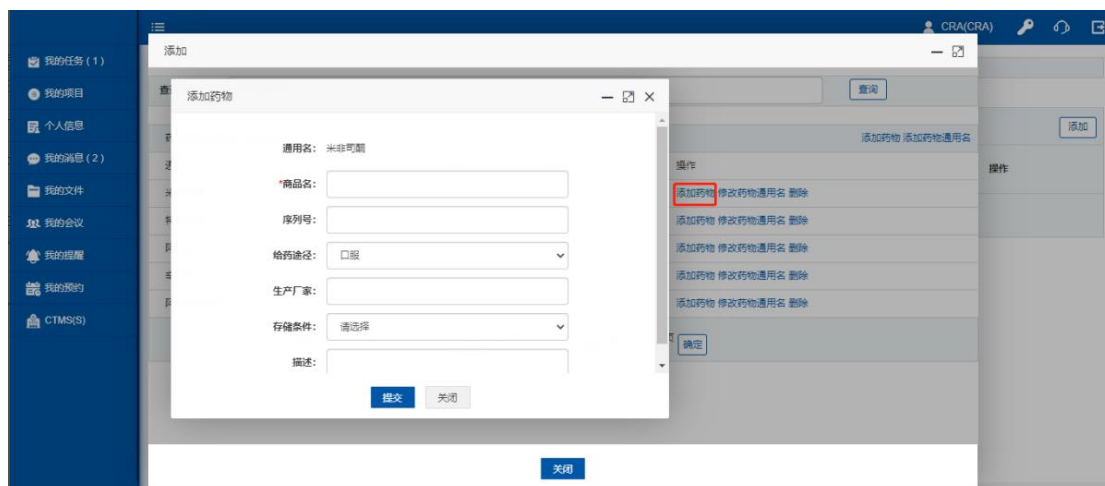 CRA(CRA)
我的任务(1)
我的项目
个人信息
我的消息(2)
我的文件
我的会议
我的提醒
我的预约
CTMS(S)
添加
查询
添加
操作
添加药物 添加药物通用名
操作
添加药物 修改药物通用名 删除
添加药物 修改药物通用名 删除
添加药物 修改药物通用名 删除
添加药物 修改药物通用名 删除
添加药物 修改药物通用名 删除
确定
添加药物
通用名: 米非司酮
*商品名:
序列号:
给药途径: 口服
生产厂家:
存储条件: 请选择
描述:
提交 关闭
关闭